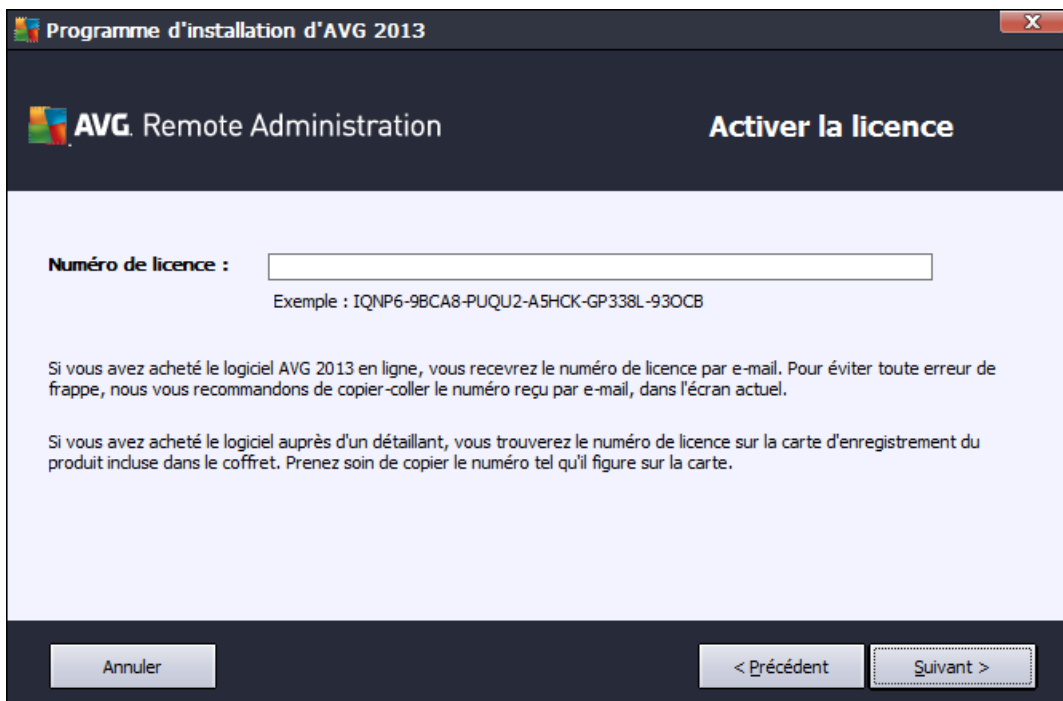 Programme d'installation d'AVG 2013
X
AVG. Remote Administration
Activer la licence
Numéro de licence :
Exemple : IQNP6-9BCA8-PUQU2-A5HCK-GP338L-93OCB
Si vous avez acheté le logiciel AVG 2013 en ligne, vous recevrez le numéro de licence par e-mail. Pour éviter toute erreur de
frappe, nous vous recommandons de copier-coller le numéro reçu par e-mail, dans l'écran actuel.
Si vous avez acheté le logiciel auprès d'un détaillant, vous trouverez le numéro de licence sur la carte d'enregistrement du
produit incluse dans le coffret. Prenez soin de copier le numéro tel qu'il figure sur la carte.
Annuler
< Précédent
Suivant >